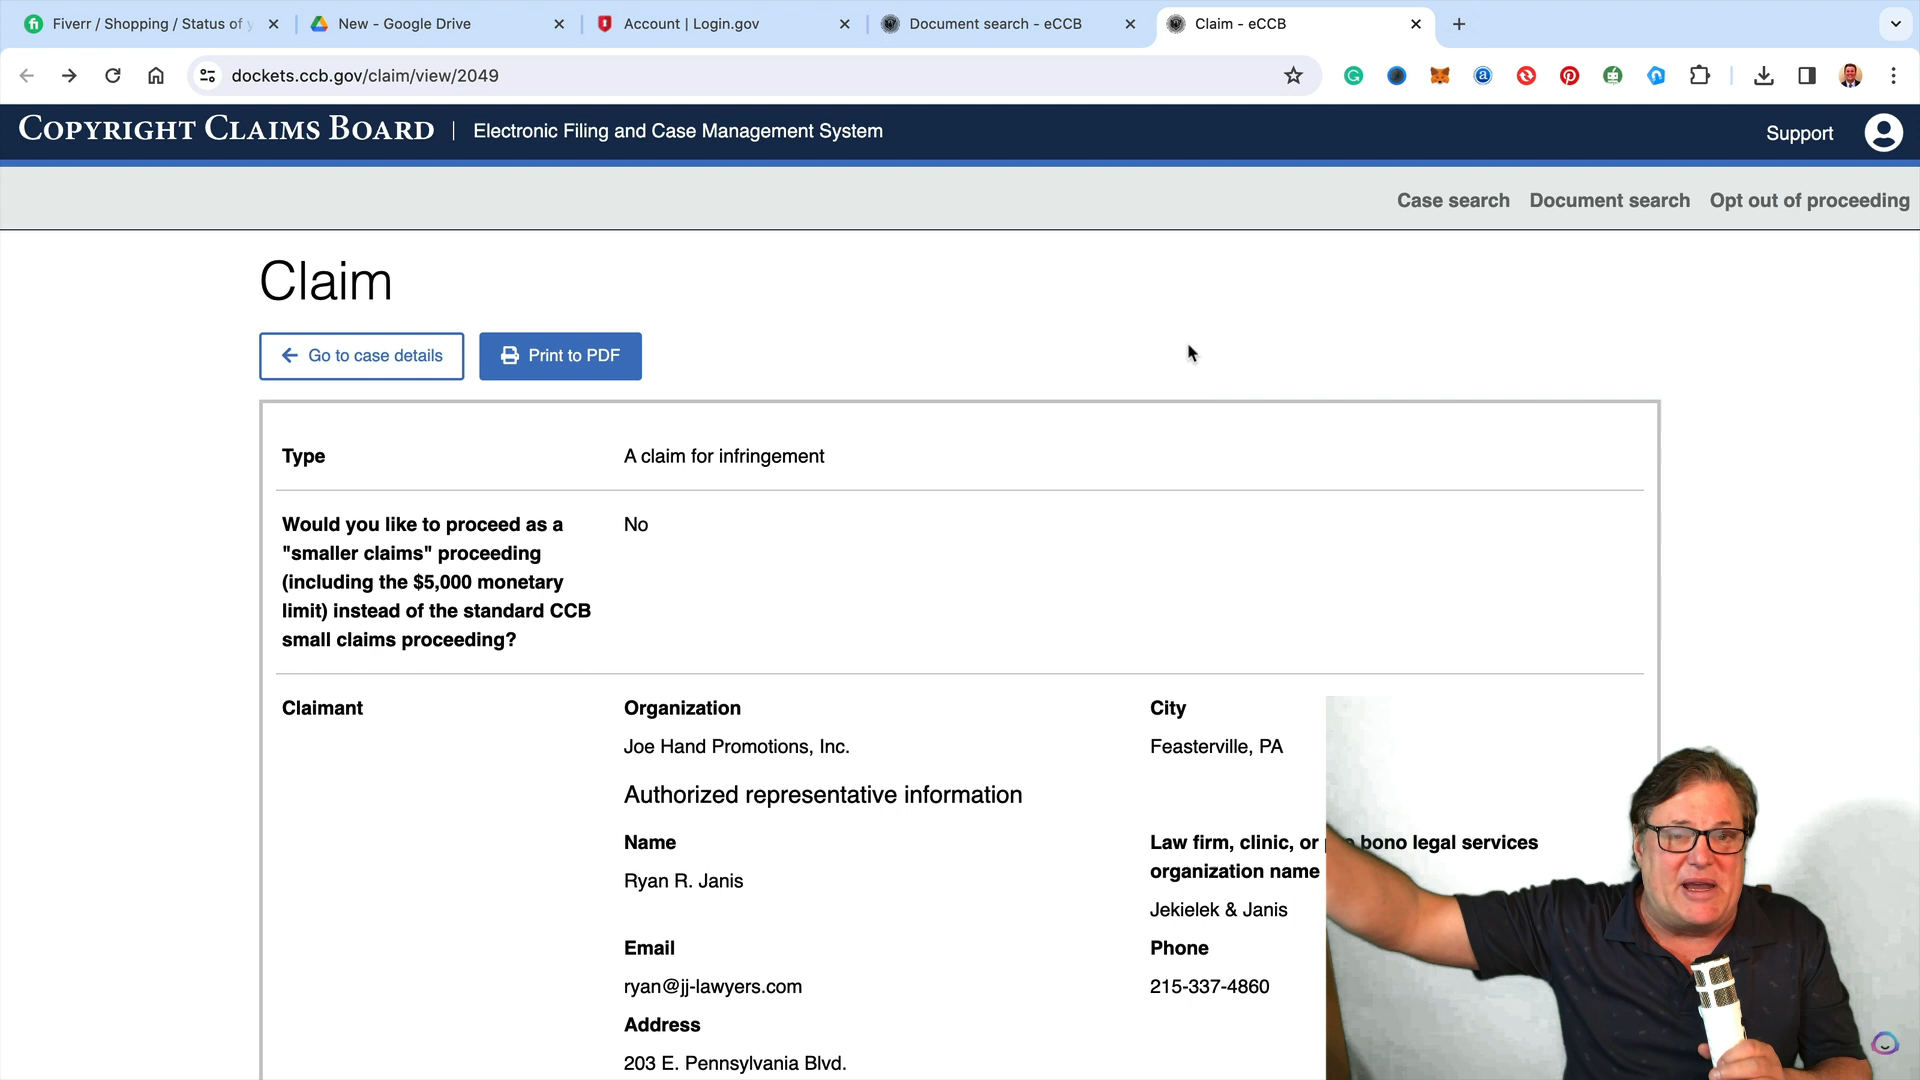 Fiverr / Shopping / Status of y
New - Google Drive
Account | Login.gov
Document search - eCCB
Claim - eCCB
dockets.ccb.gov/claim/view/2049
COPYRIGHT CLAIMS BOARD | Electronic Filing and Case Management System
Support
Case search
Document search
Opt out of proceeding
Claim
Go to case details
Print to PDF
Type
A claim for infringement
Would you like to proceed as a
"smaller claims" proceeding
(including the $5,000 monetary
limit) instead of the standard CCB
small claims proceeding?
No
Claimant
Organization
Joe Hand Promotions, Inc.
City
Feasterville, PA
Authorized representative information
Name
Ryan R. Janis
Law firm, clinic, or bono legal services
organization name
Jekielek & Janis
Email
ryan@jj-lawyers.com
Phone
215-337-4860
Address
203 E. Pennsylvania Blvd.